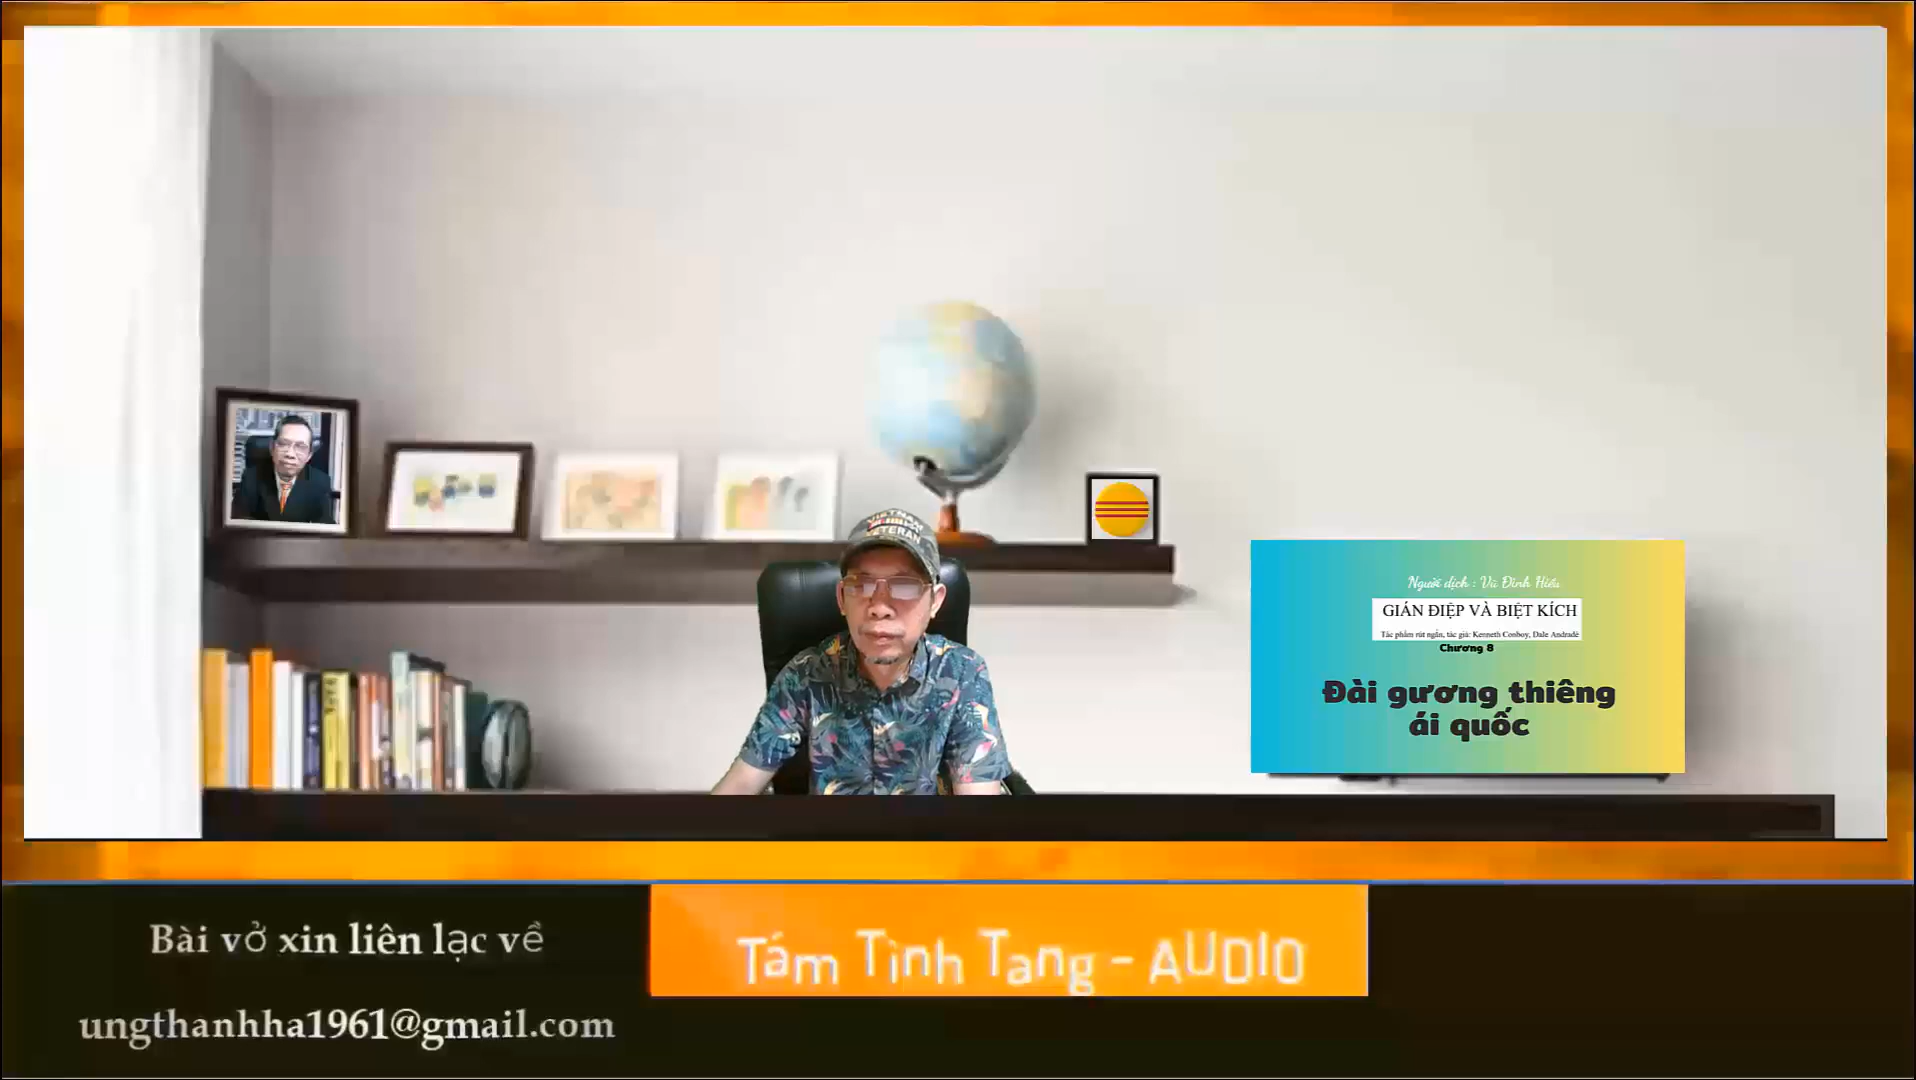 VIETNAM
VETERAN
Người dịch : Vũ Đình Hiếu
GIÁN ĐIỆP VÀ BIỆT KÍCH
Tác phẩm rút ngắn, tác giả: Kenneth Conboy, Dale Andradé
Chương 8
Đài gương thiêng
ái quốc
Bài vở xin liên lạc về
ungthanhha1961@gmail.com
Tám Tình Tang - AUDIO